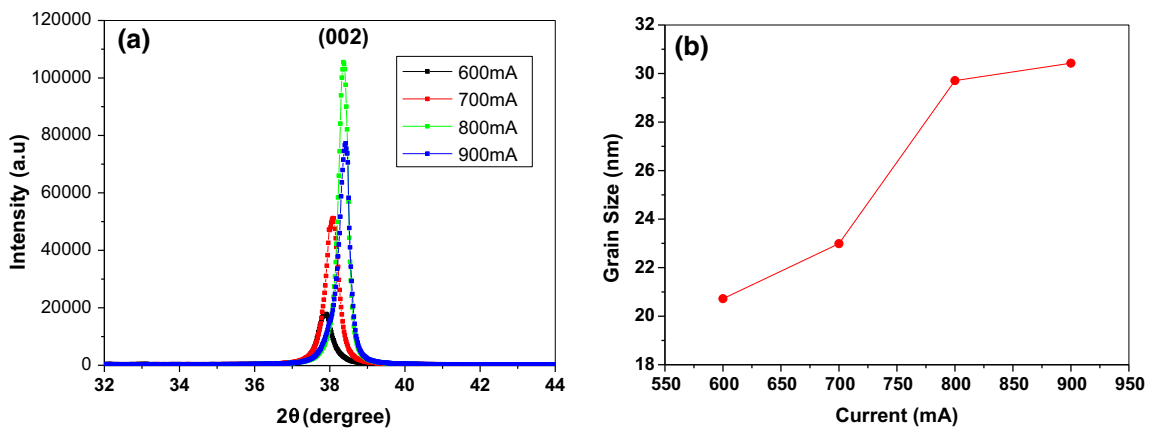 (a)
(002)
600mA
700mA
800mA
900mA
120000
100000
80000
60000
40000
20000
0
Intensity (a.u)
32 34 36 38 40 42 44
2θ (dergree)
(b)
32
30
28
26
24
22
20
18
Grain Size (nm)
550 600 650 700 750 800 850 900 950
Current (mA)